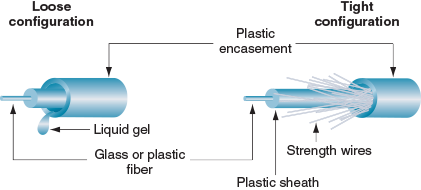 Loose
configuration
Tight
configuration
Plastic
encasement
Liquid gel
Glass or plastic
fiber
Strength wires
Plastic sheath